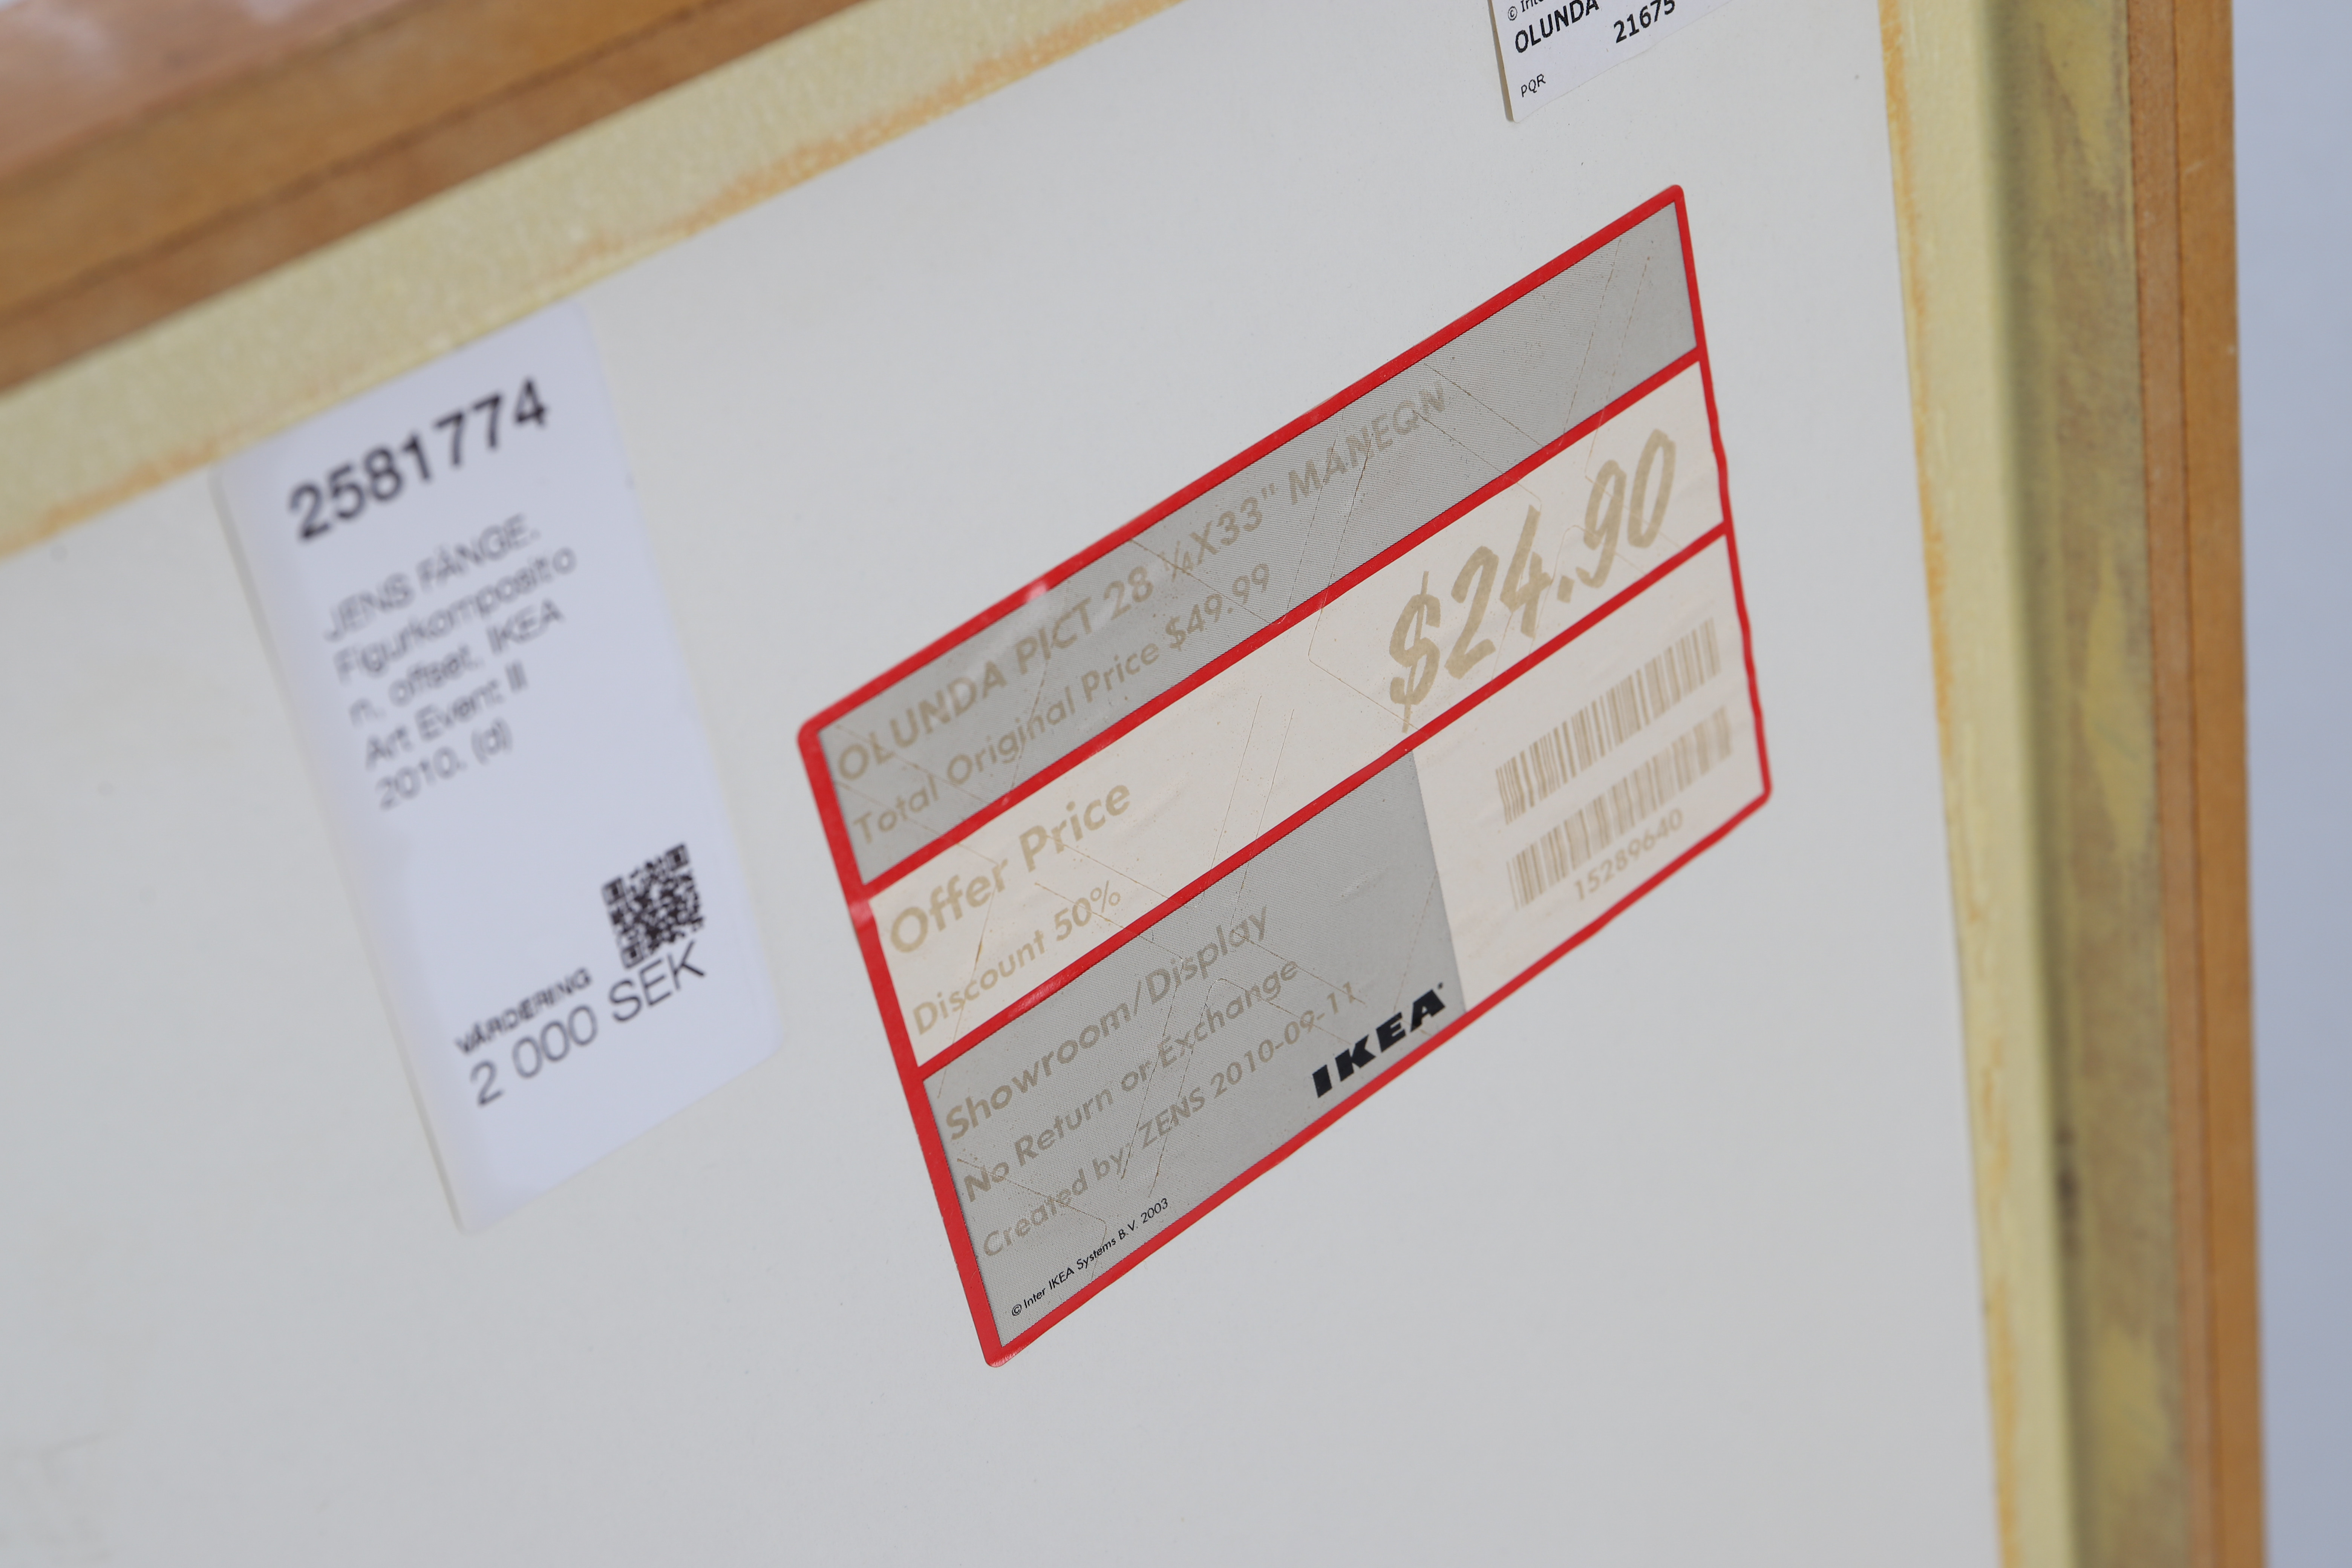 2581774
JENS FÄNGE.
Figurkompositio
n, offset, IKEA
Art Event II
2010. (d)
VÄRDERING
2 000 SEK
©
OLUNDA
21675
PQR
OLUNDA PICT 28 ¼X33" MANEQN
Total Original Price $49.99
Offer Price
$24.90
Discount 50%
Showroom/Display
No Return or Exchange
Created by: ZENS 2010-09-11
IKEA
© Inter IKEA Systems B.V. 2003
15289640